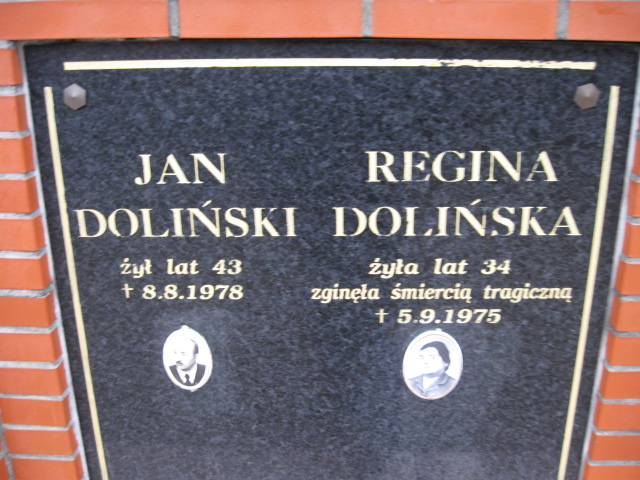 JAN
DOLIŃSKI
żył lat 43
† 8.8.1978
REGINA
DOLIŃSKA
żyła lat 34
zginęła śmiercią tragiczną
† 5.9.1975